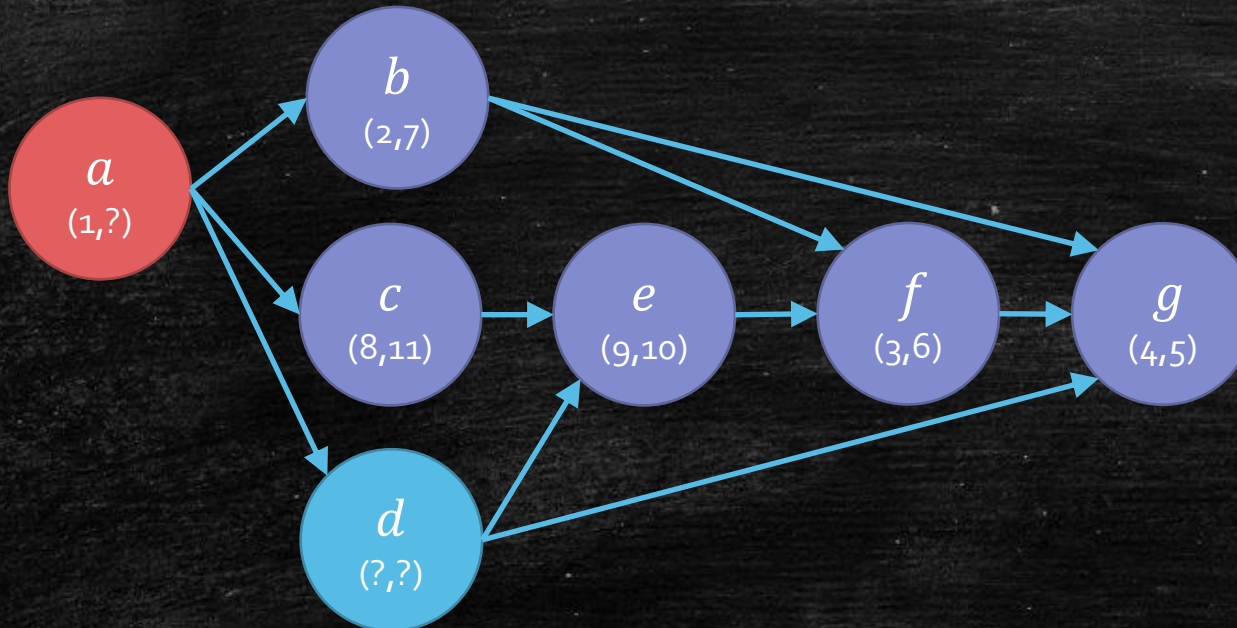 a
(1,?)
b
(2,7)
c
(8,11)
d
(?,?)
e
(9,10)
f
(3,6)
g
(4,5)